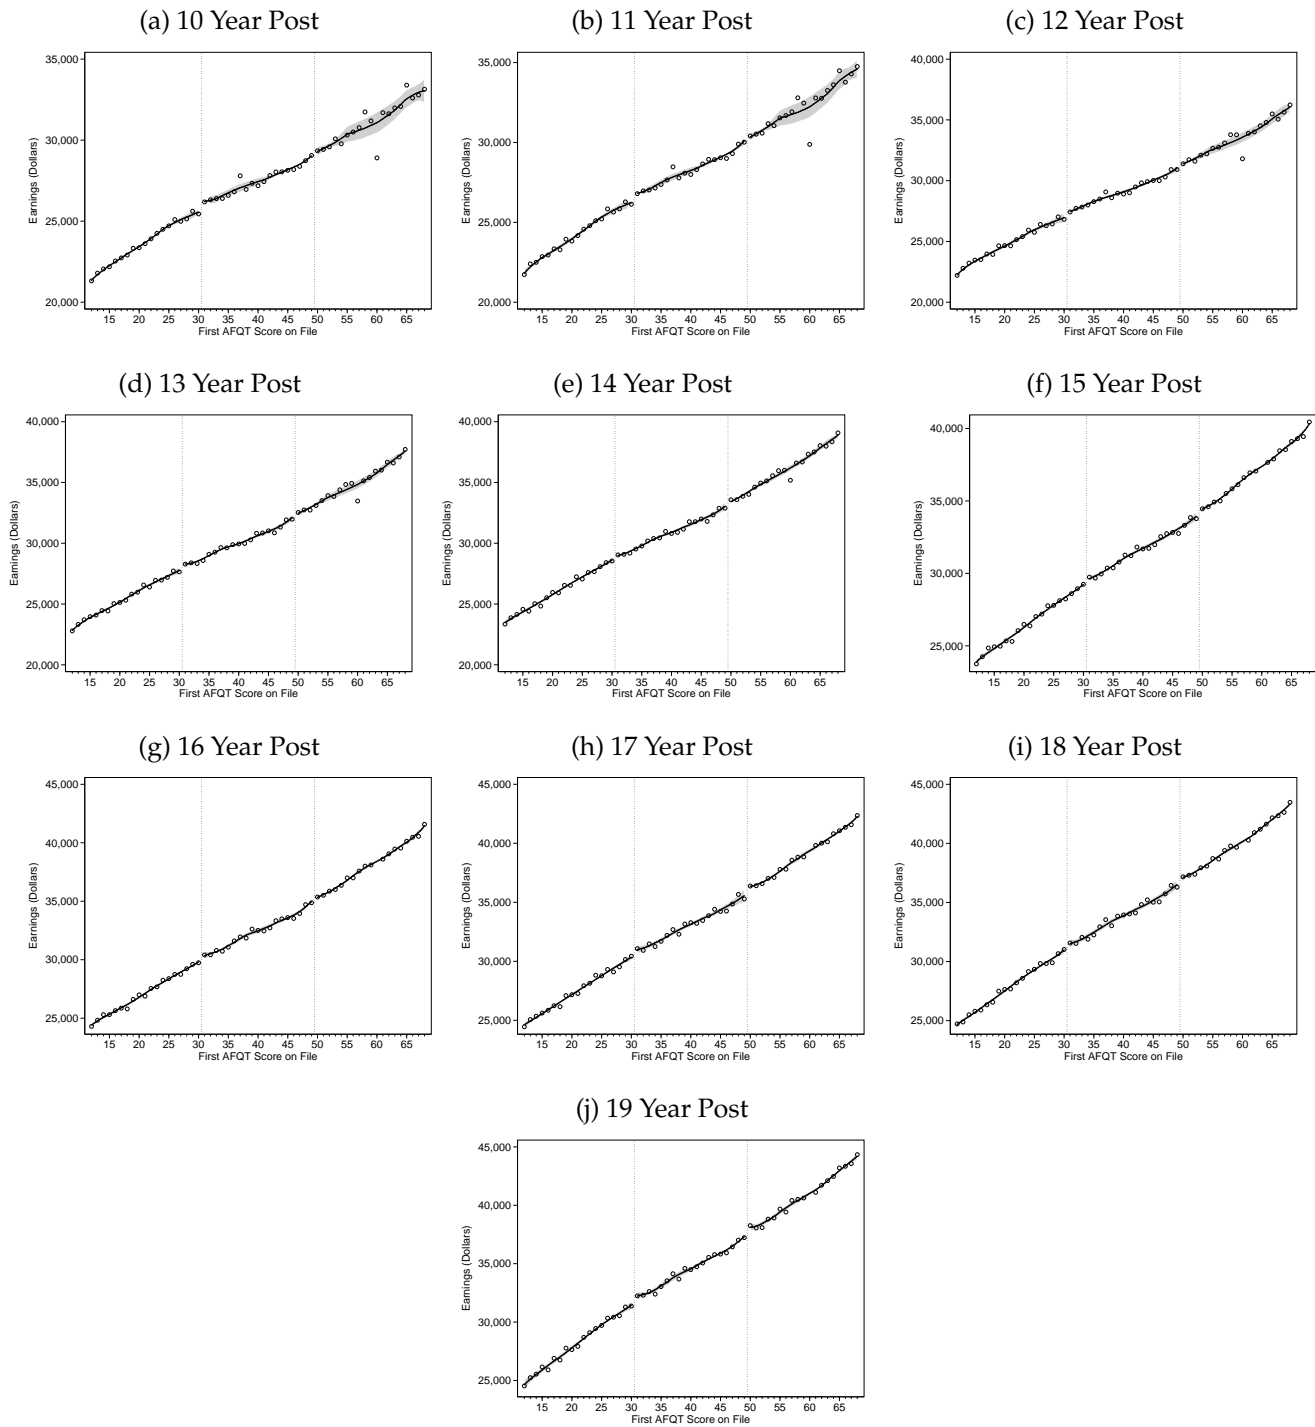 (a) 10 Year Post
35,000
30,000
25,000
20,000
Earnings (Dollars)
15 20 25 30 35 40 45 50 55 60 65
First AFQT Score on File
(b) 11 Year Post
35,000
30,000
25,000
20,000
Earnings (Dollars)
15 20 25 30 35 40 45 50 55 60 65
First AFQT Score on File
(c) 12 Year Post
40,000
35,000
30,000
25,000
20,000
Earnings (Dollars)
15 20 25 30 35 40 45 50 55 60 65
First AFQT Score on File
(d) 13 Year Post
40,000
35,000
30,000
25,000
20,000
Earnings (Dollars)
15 20 25 30 35 40 45 50 55 60 65
First AFQT Score on File
(e) 14 Year Post
40,000
35,000
30,000
25,000
20,000
Earnings (Dollars)
15 20 25 30 35 40 45 50 55 60 65
First AFQT Score on File
(f) 15 Year Post
40,000
35,000
30,000
25,000
Earnings (Dollars)
15 20 25 30 35 40 45 50 55 60 65
First AFQT Score on File
(g) 16 Year Post
45,000
40,000
35,000
30,000
25,000
Earnings (Dollars)
15 20 25 30 35 40 45 50 55 60 65
First AFQT Score on File
(h) 17 Year Post
45,000
40,000
35,000
30,000
25,000
Earnings (Dollars)
15 20 25 30 35 40 45 50 55 60 65
First AFQT Score on File
(i) 18 Year Post
45,000
40,000
35,000
30,000
25,000
Earnings (Dollars)
15 20 25 30 35 40 45 50 55 60 65
First AFQT Score on File
(j) 19 Year Post
45,000
40,000
35,000
30,000
25,000
Earnings (Dollars)
15 20 25 30 35 40 45 50 55 60 65
First AFQT Score on File